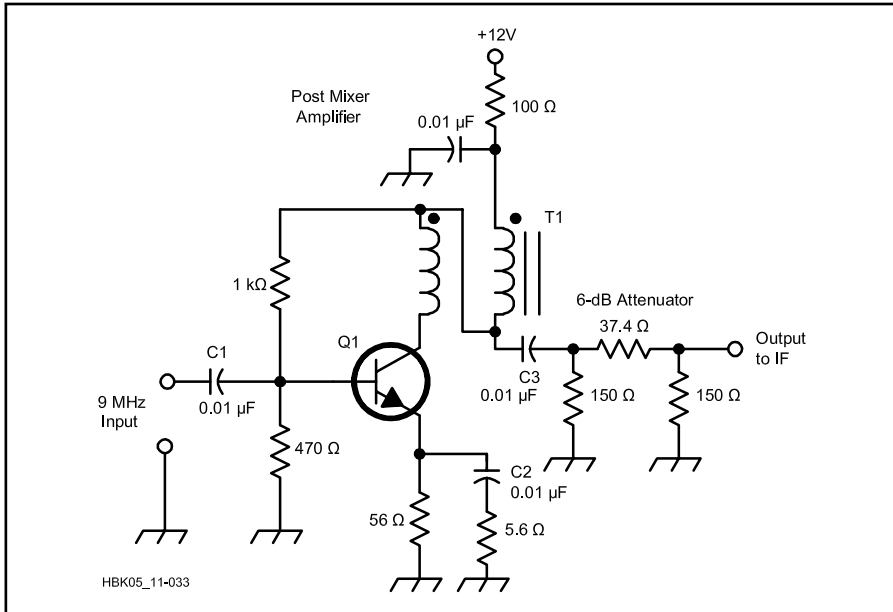 +12V
Post Mixer
Amplifier
100 Ω
0.01 µF
T1
1 kΩ
6-dB Attenuator
37.4 Ω
Q1
Output
to IF
C1
C3
0.01 µF
0.01 µF
9 MHz
Input
150 Ω
150 Ω
470 Ω
C2
0.01 µF
56 Ω
5.6 Ω
HBK05_11-033